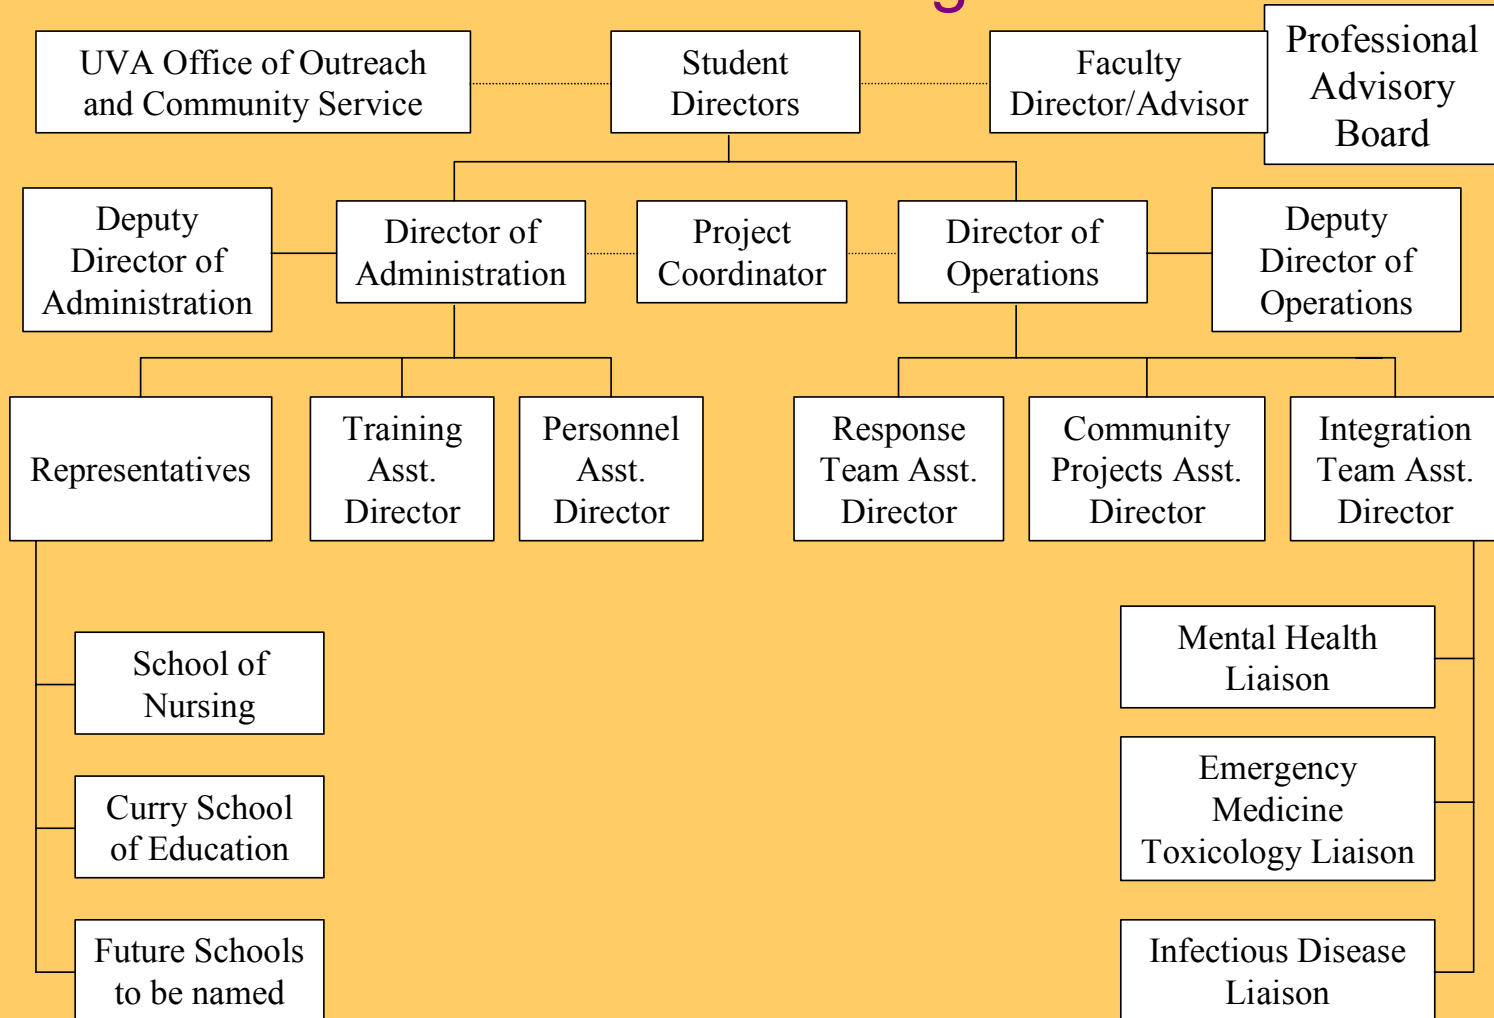 UVA Office of Outreach
and Community Service
Student
Directors
Faculty
Director/Advisor
Professional
Advisory
Board
Deputy
Director of
Administration
Director of
Administration
Project
Coordinator
Director of
Operations
Deputy
Director of
Operations
Representatives
Training
Asst.
Director
Personnel
Asst.
Director
Response
Team Asst.
Director
Community
Projects Asst.
Director
Integration
Team Asst.
Director
School of
Nursing
Curry School
of Education
Future Schools
to be named
Mental Health
Liaison
Emergency
Medicine
Toxicology Liaison
Infectious Disease
Liaison